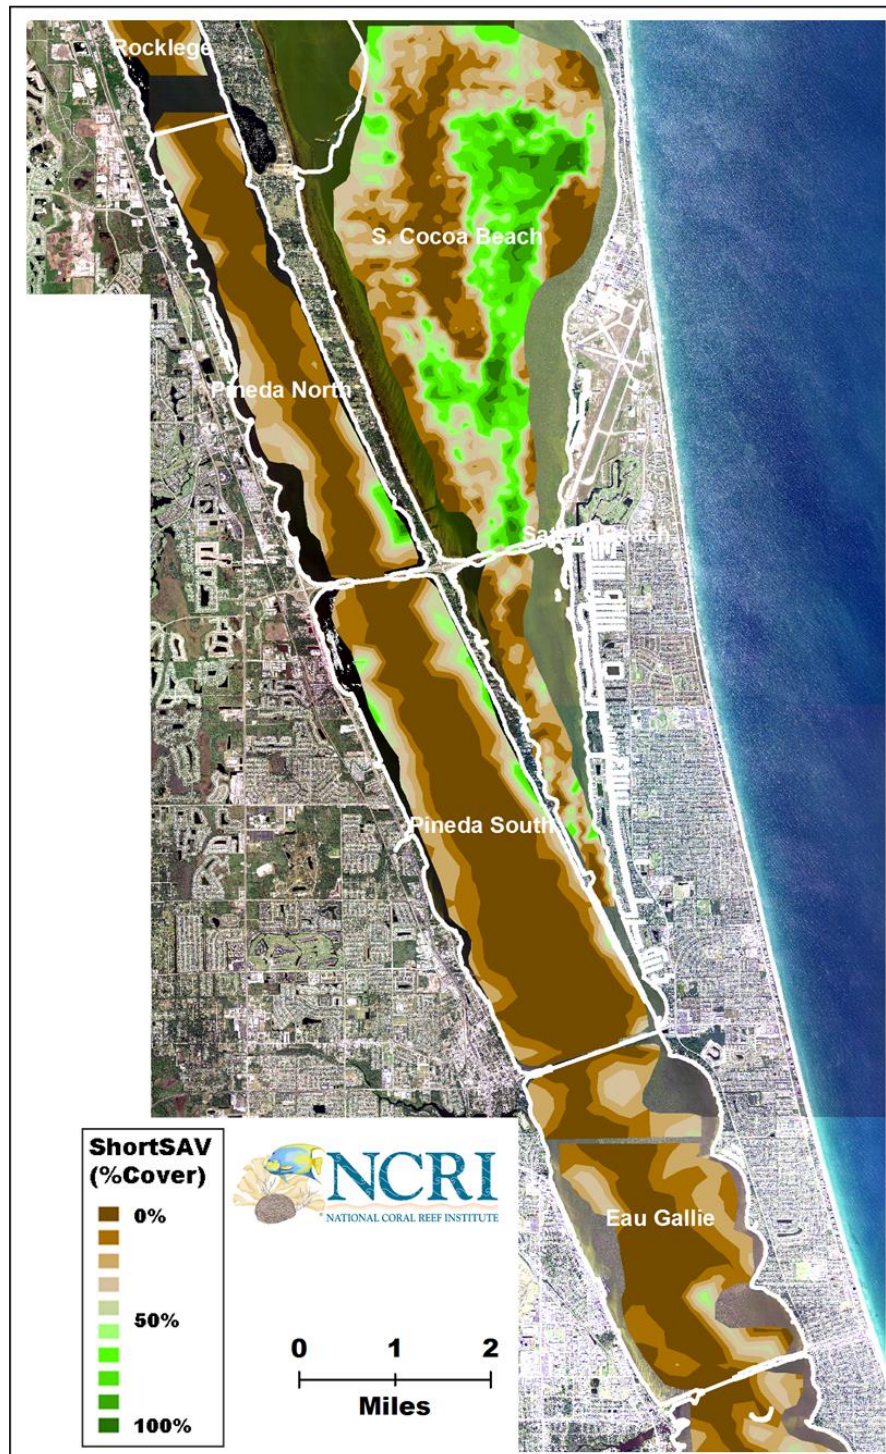 Rocklege
S. Cocoa Beach
Pineda North
Pineda South
Eau Gallie
ShortSAV
(%Cover)
0%
50%
100%
NCRI
NATIONAL CORAL REEF INSTITUTE
0 1 2
Miles